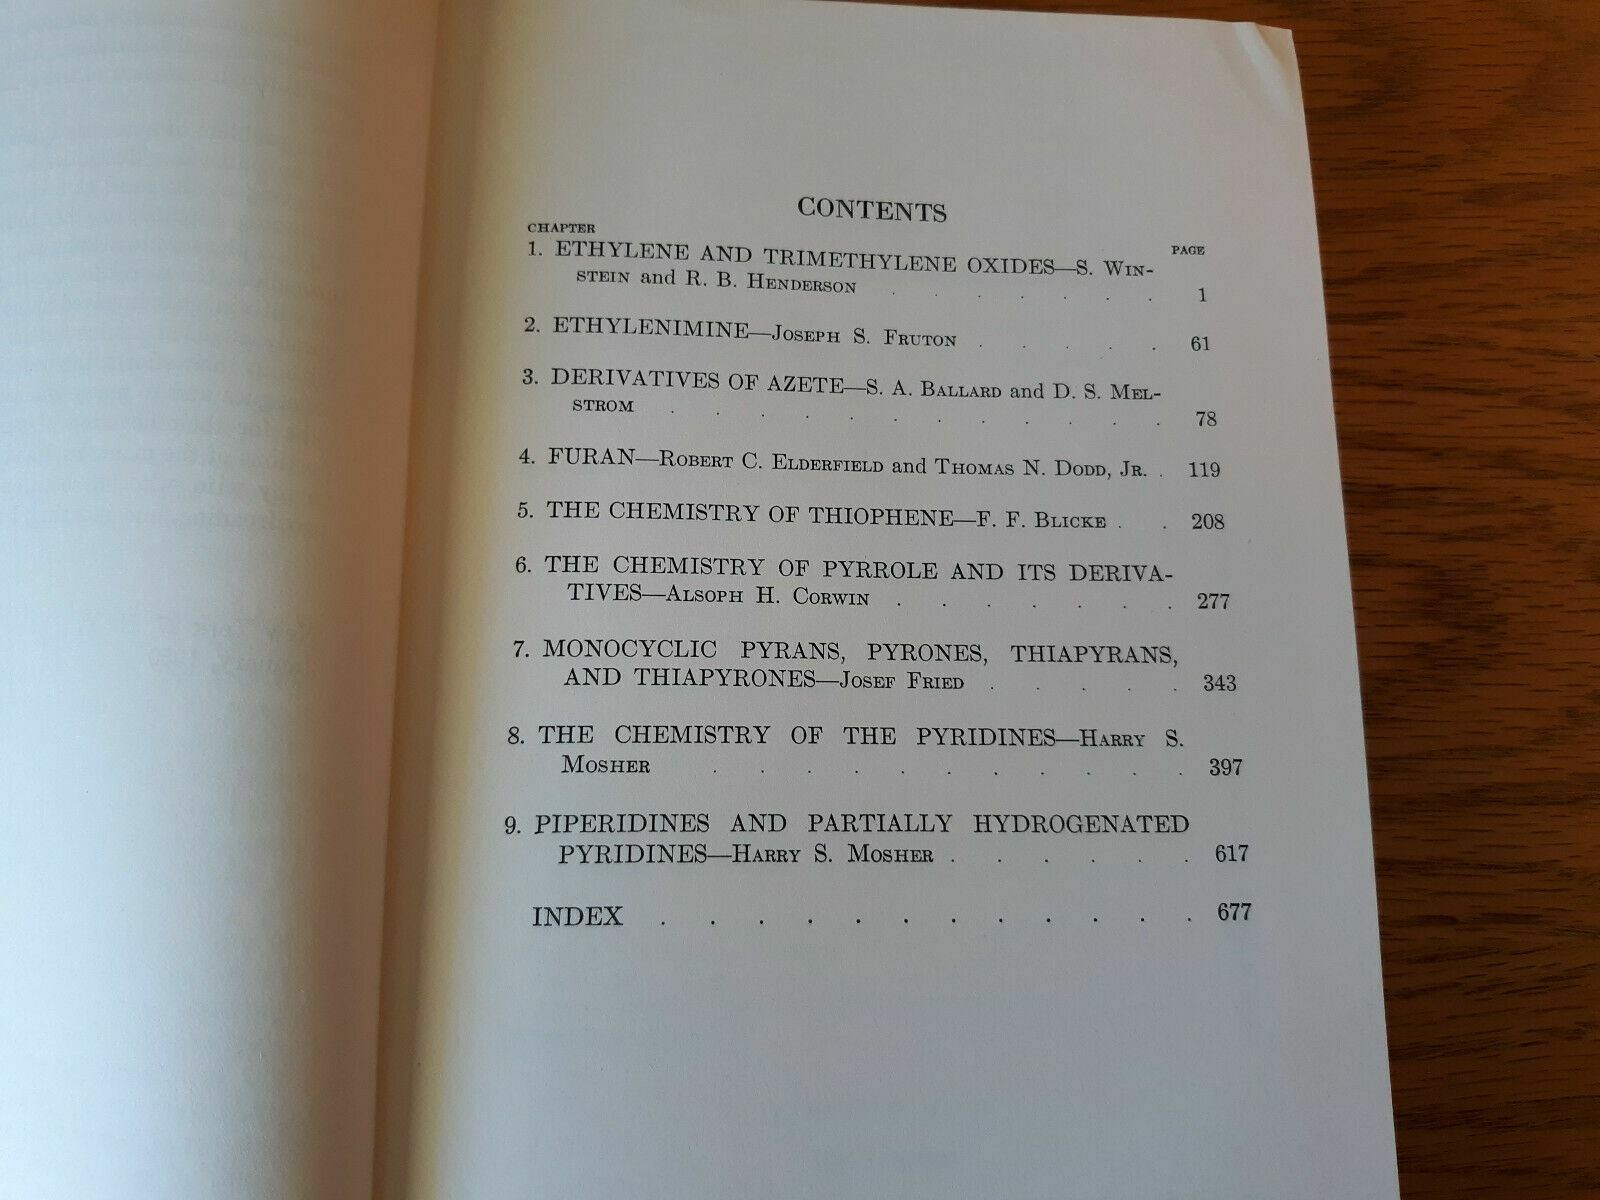 CONTENTS
CHAPTER
PAGE
1. ETHYLENE AND TRIMETHYLENE OXIDES—S. WIN-
STEIN and R. B. HENDERSON . . . . . . . 1
2. ETHYLENIMINE—JOSEPH S. FRUTON . . . . . 61
3. DERIVATIVES OF AZETE—S. A. BALLARD and D. S. MEL-
STROM . . . . . . . . . . . . 78
4. FURAN—ROBERT C. ELDERFIELD and THOMAS N. DODD, JR. . 119
5. THE CHEMISTRY OF THIOPHENE—F. F. BLICKE . . 208
6. THE CHEMISTRY OF PYRROLE AND ITS DERIVA-
TIVES—ALSOPH H. CORWIN . . . . . . . 277
7. MONOCYCLIC PYRANS, PYRONES, THIAPYRANS,
AND THIAPYRONES—JOSEF FRIED . . . . . 343
8. THE CHEMISTRY OF THE PYRIDINES—HARRY S.
MOSHER . . . . . . . . . . . 397
9. PIPERIDINES AND PARTIALLY HYDROGENATED
PYRIDINES—HARRY S. MOSHER . . . . . . 617
INDEX . . . . . . . . . . . . 677